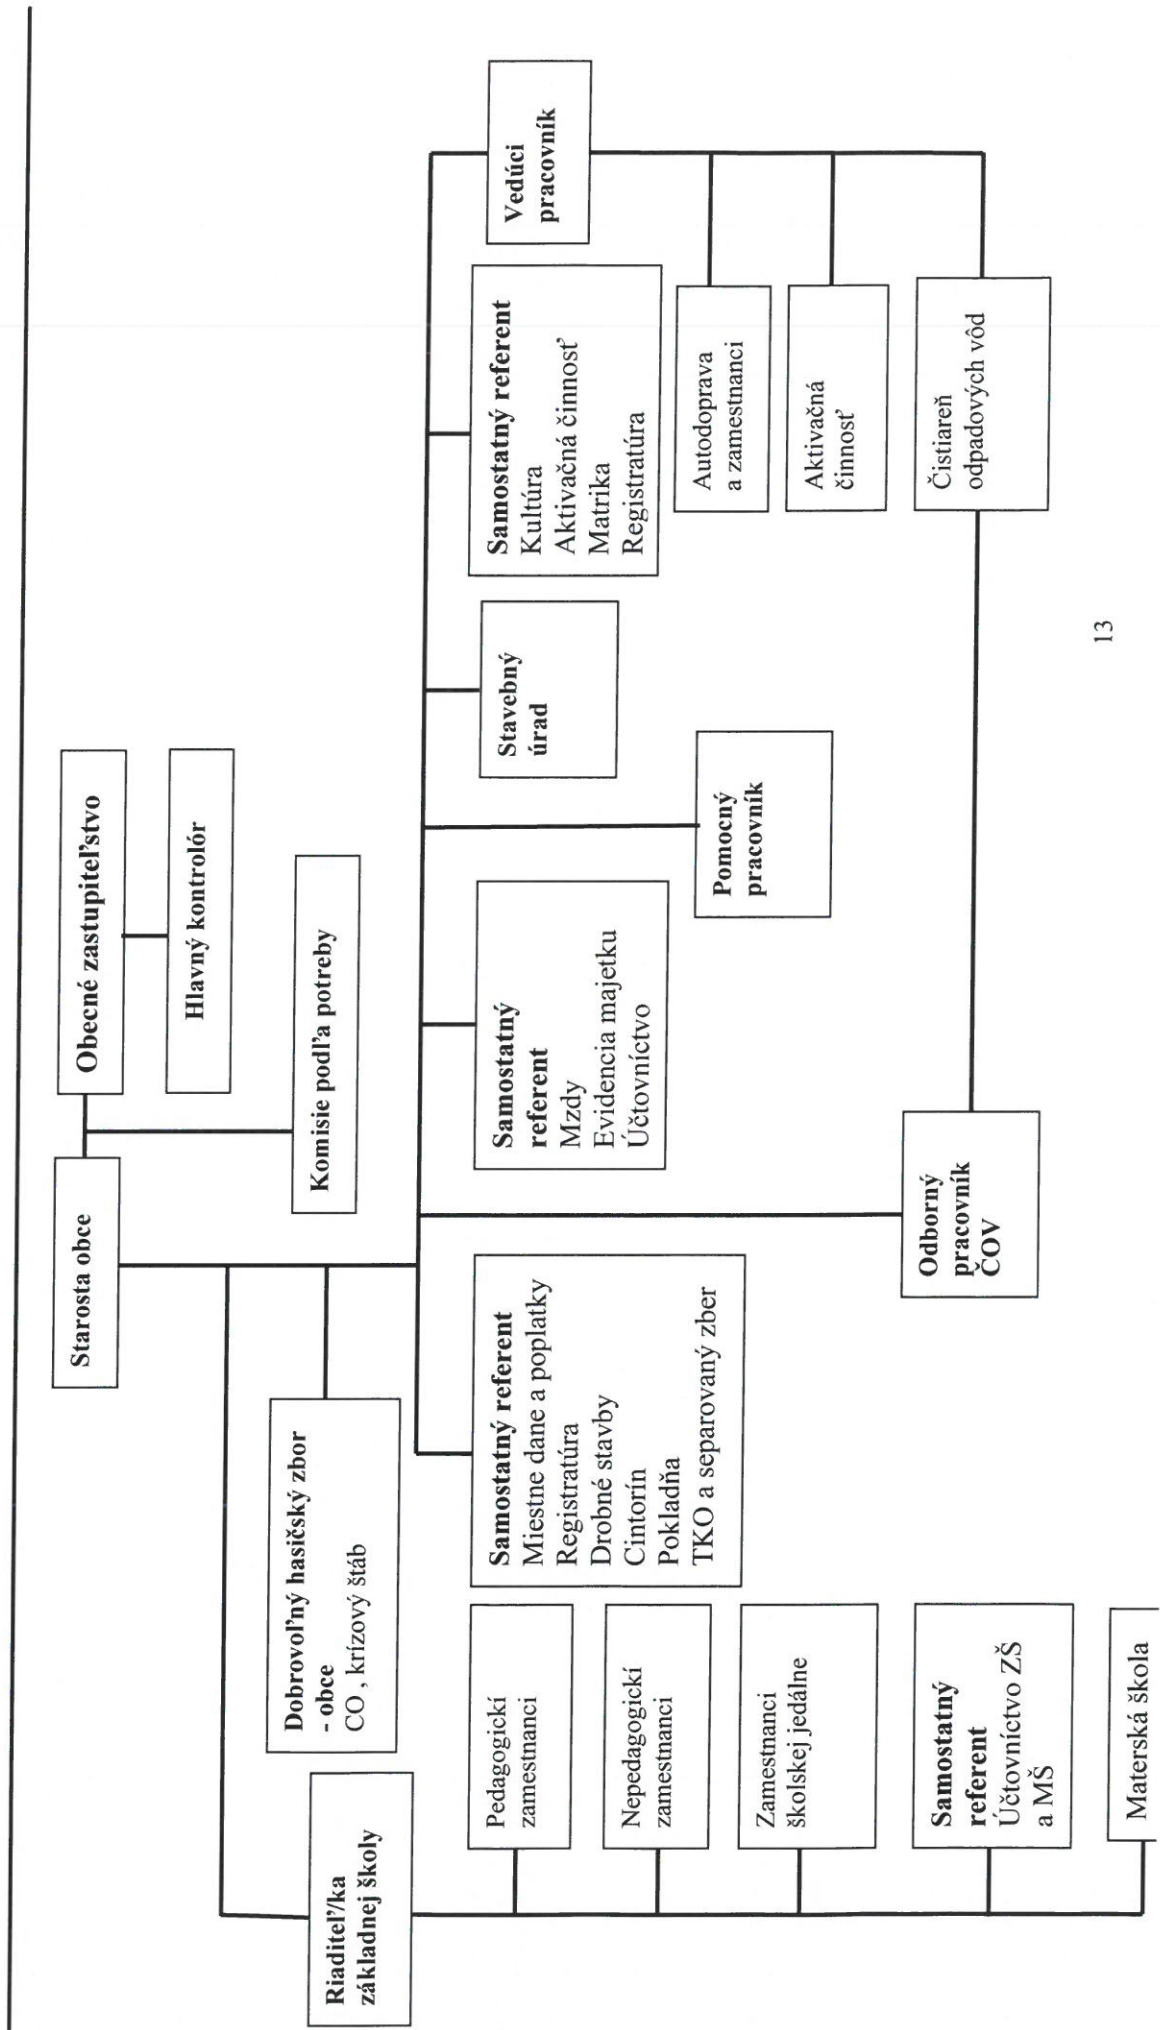 Starosta obce
Obecné zastupiteľstvo
Hlavný kontrolór
Komisie podľa potreby
Dobrovoľný hasičský zbor
- obce
CO , krízový štáb
Riaditeľ/ka
základnej školy
Pedagogickí
zamestnanci
Nepedagogickí
zamestnanci
Zamestnanci
školskej jedálne
Samostatný
referent
Účtovníctvo ZŠ
a MŠ
Materská škola
Samostatný referent
Miestne dane a poplatky
Registratúra
Drobné stavby
Cintorín
Pokladňa
TKO a separovaný zber
Odborný
pracovník
ČOV
Samostatný
referent
Mzdy
Evidencia majetku
Účtovníctvo
Pomocný
pracovník
Stavebný
úrad
Samostatný referent
Kultúra
Aktivačná činnosť
Matrika
Registratúra
Vedúci
pracovník
Autodoprava
a zamestnanci
Aktivačná
činnosť
Čistiareň
odpadových vôd
13